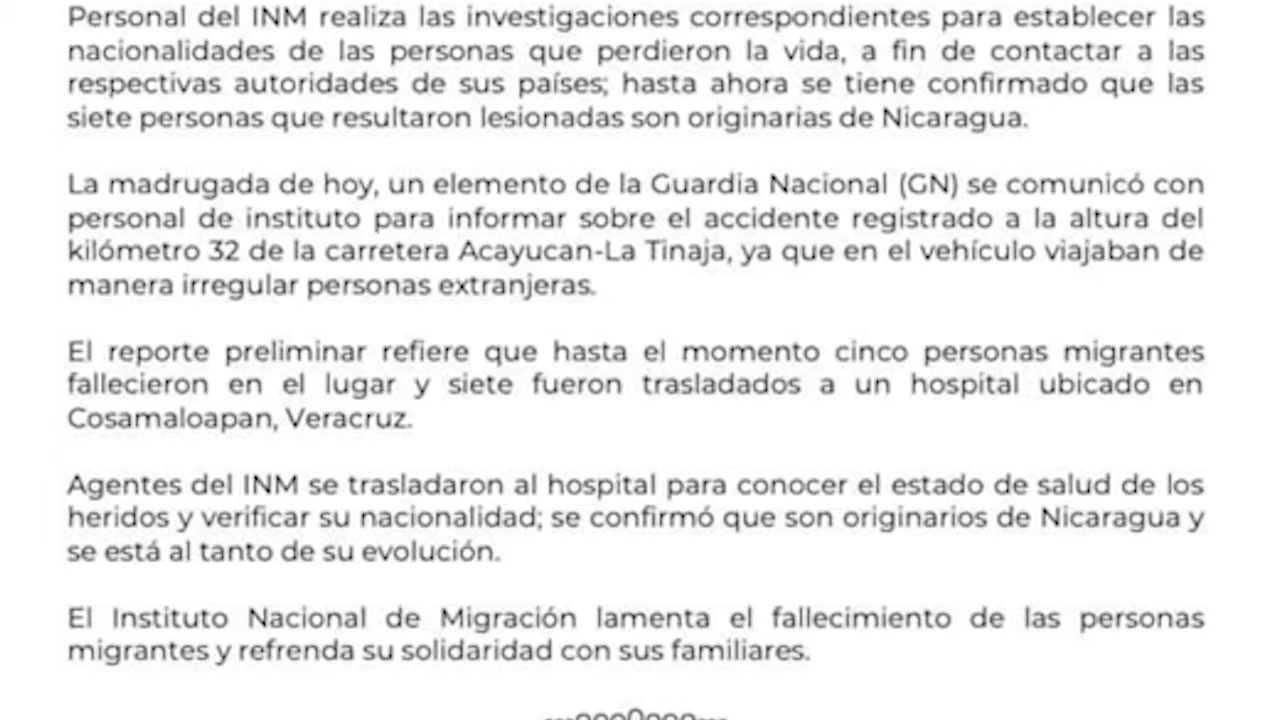 Personal del INM realiza las investigaciones correspondientes para establecer las
nacionalidades de las personas que perdieron la vida, a fin de contactar a las
respectivas autoridades de sus países; hasta ahora se tiene confirmado que las
siete personas que resultaron lesionadas son originarias de Nicaragua.
La madrugada de hoy, un elemento de la Guardia Nacional (GN) se comunicó con
personal de instituto para informar sobre el accidente registrado a la altura del
kilómetro 32 de la carretera Acayucan-La Tinaja, ya que en el vehículo viajaban de
manera irregular personas extranjeras.
El reporte preliminar refiere que hasta el momento cinco personas migrantes
fallecieron en el lugar y siete fueron trasladados a un hospital ubicado en
Cosamaloapan, Veracruz.
Agentes del INM se trasladaron al hospital para conocer el estado de salud de los
heridos y verificar su nacionalidad; se confirmó que son originarios de Nicaragua y
se está al tanto de su evolución.
El Instituto Nacional de Migración lamenta el fallecimiento de las personas
migrantes y refrenda su solidaridad con sus familiares.